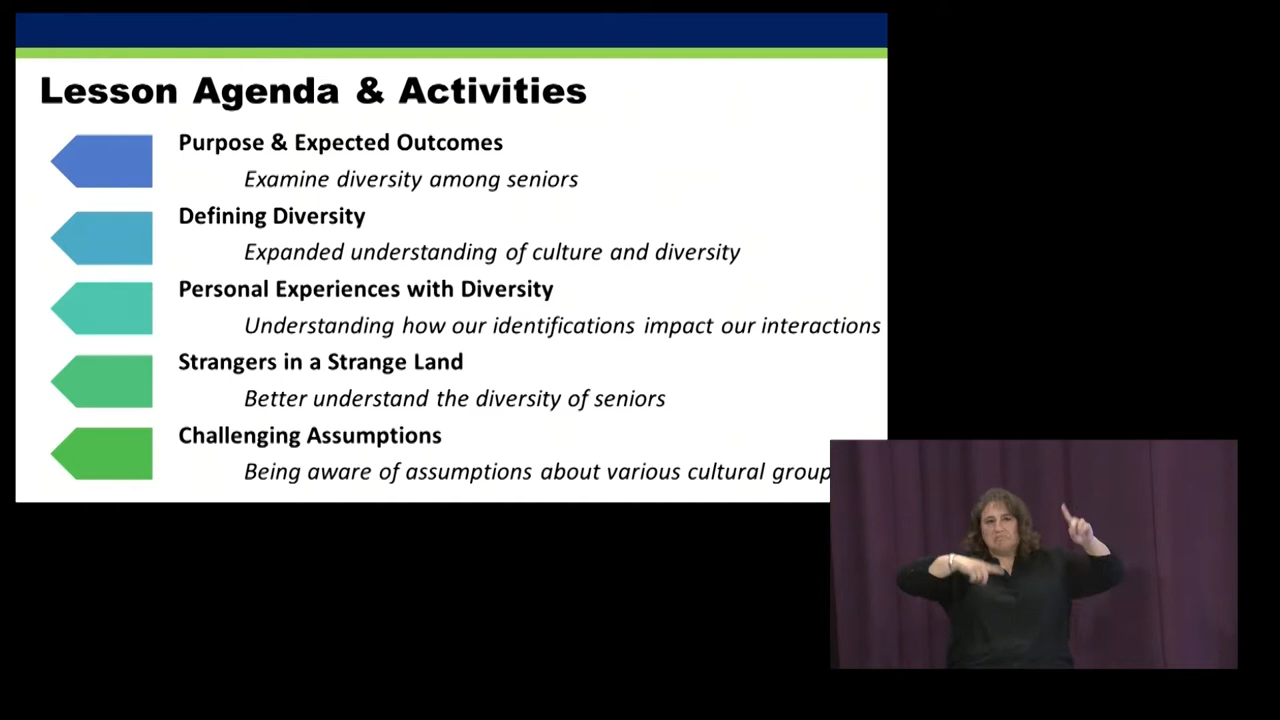 Lesson Agenda & Activities
Purpose & Expected Outcomes
Examine diversity among seniors
Defining Diversity
Expanded understanding of culture and diversity
Personal Experiences with Diversity
Understanding how our identifications impact our interactions
Strangers in a Strange Land
Better understand the diversity of seniors
Challenging Assumptions
Being aware of assumptions about various cultural group